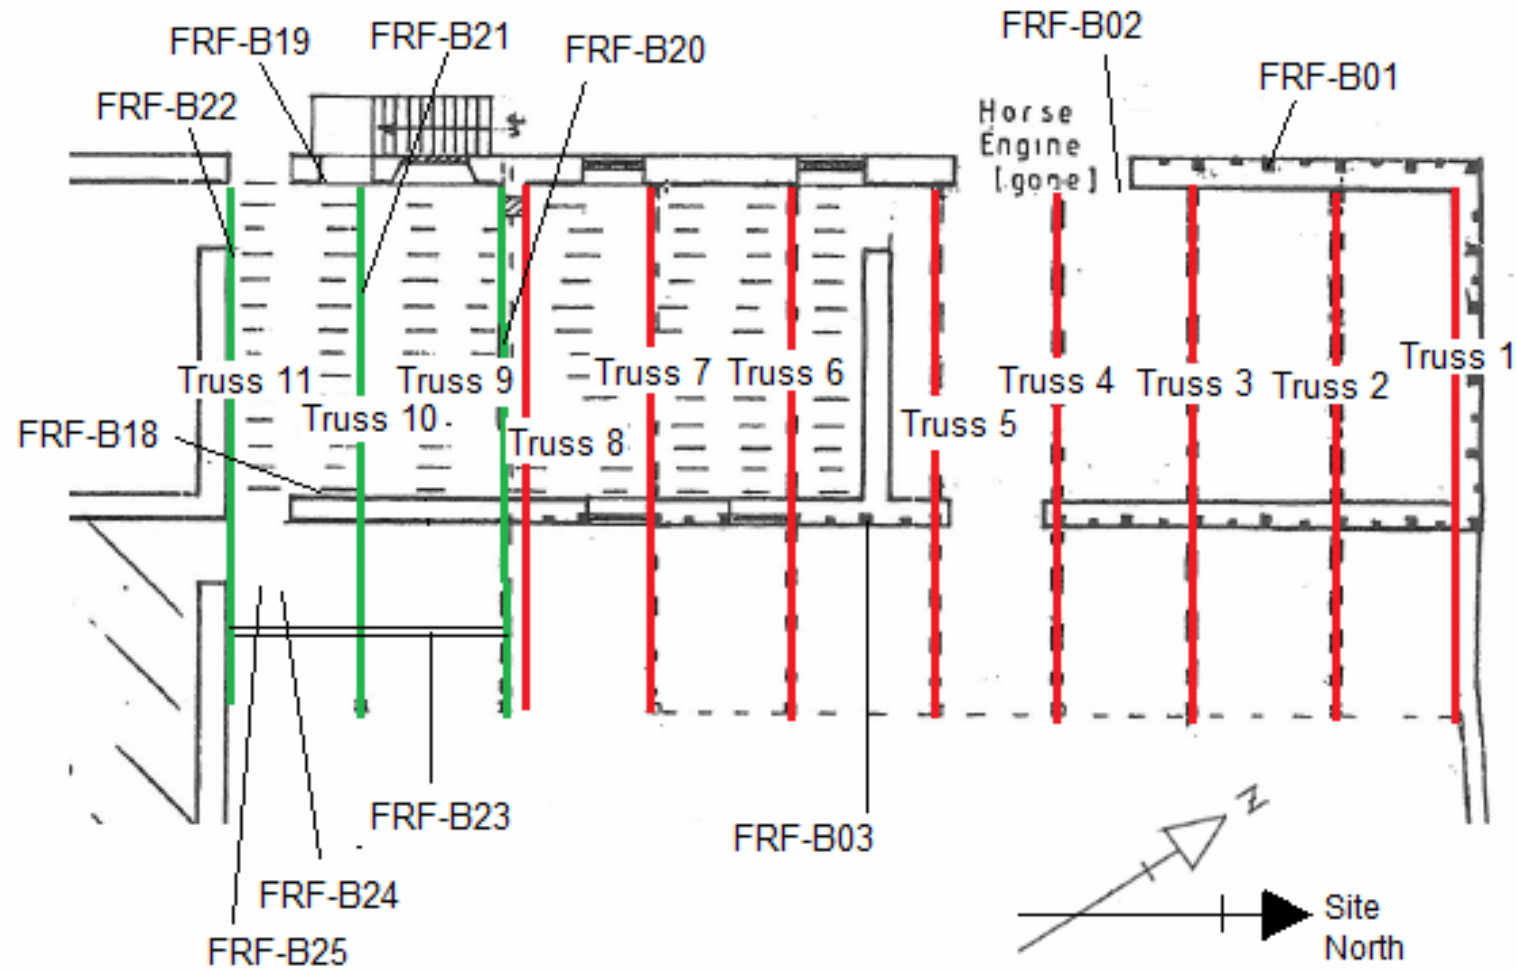 FRF-B19
FRF-B21
FRF-B20
FRF-B02
FRF-B01
FRF-B22
Horse
Engine
[gone]
Truss 11
Truss 10
Truss 9
Truss 8
Truss 7
Truss 6
Truss 5
Truss 4
Truss 3
Truss 2
Truss 1
FRF-B18
FRF-B23
FRF-B03
FRF-B24
FRF-B25
N
Site
North